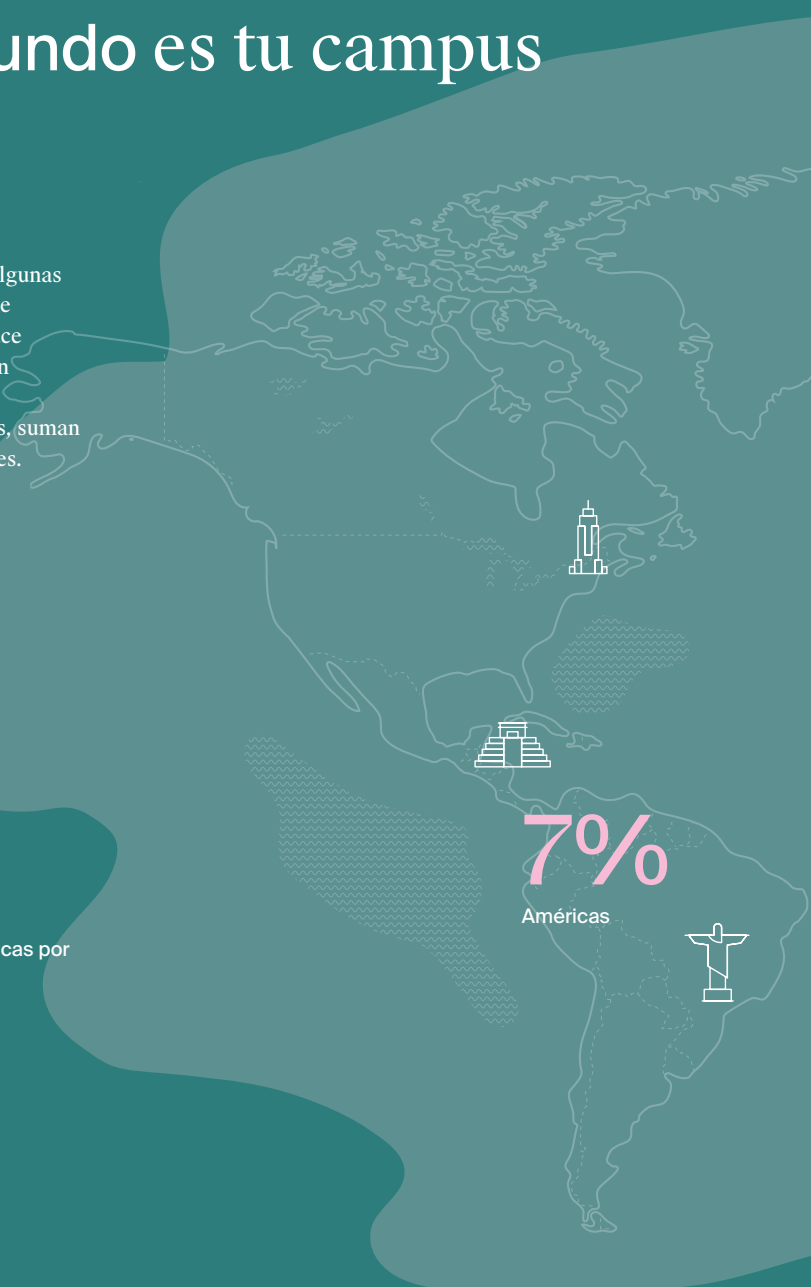 undo es tu campus
lgunas
e
ce
n
s, suman
es.
7%
Américas
cas por